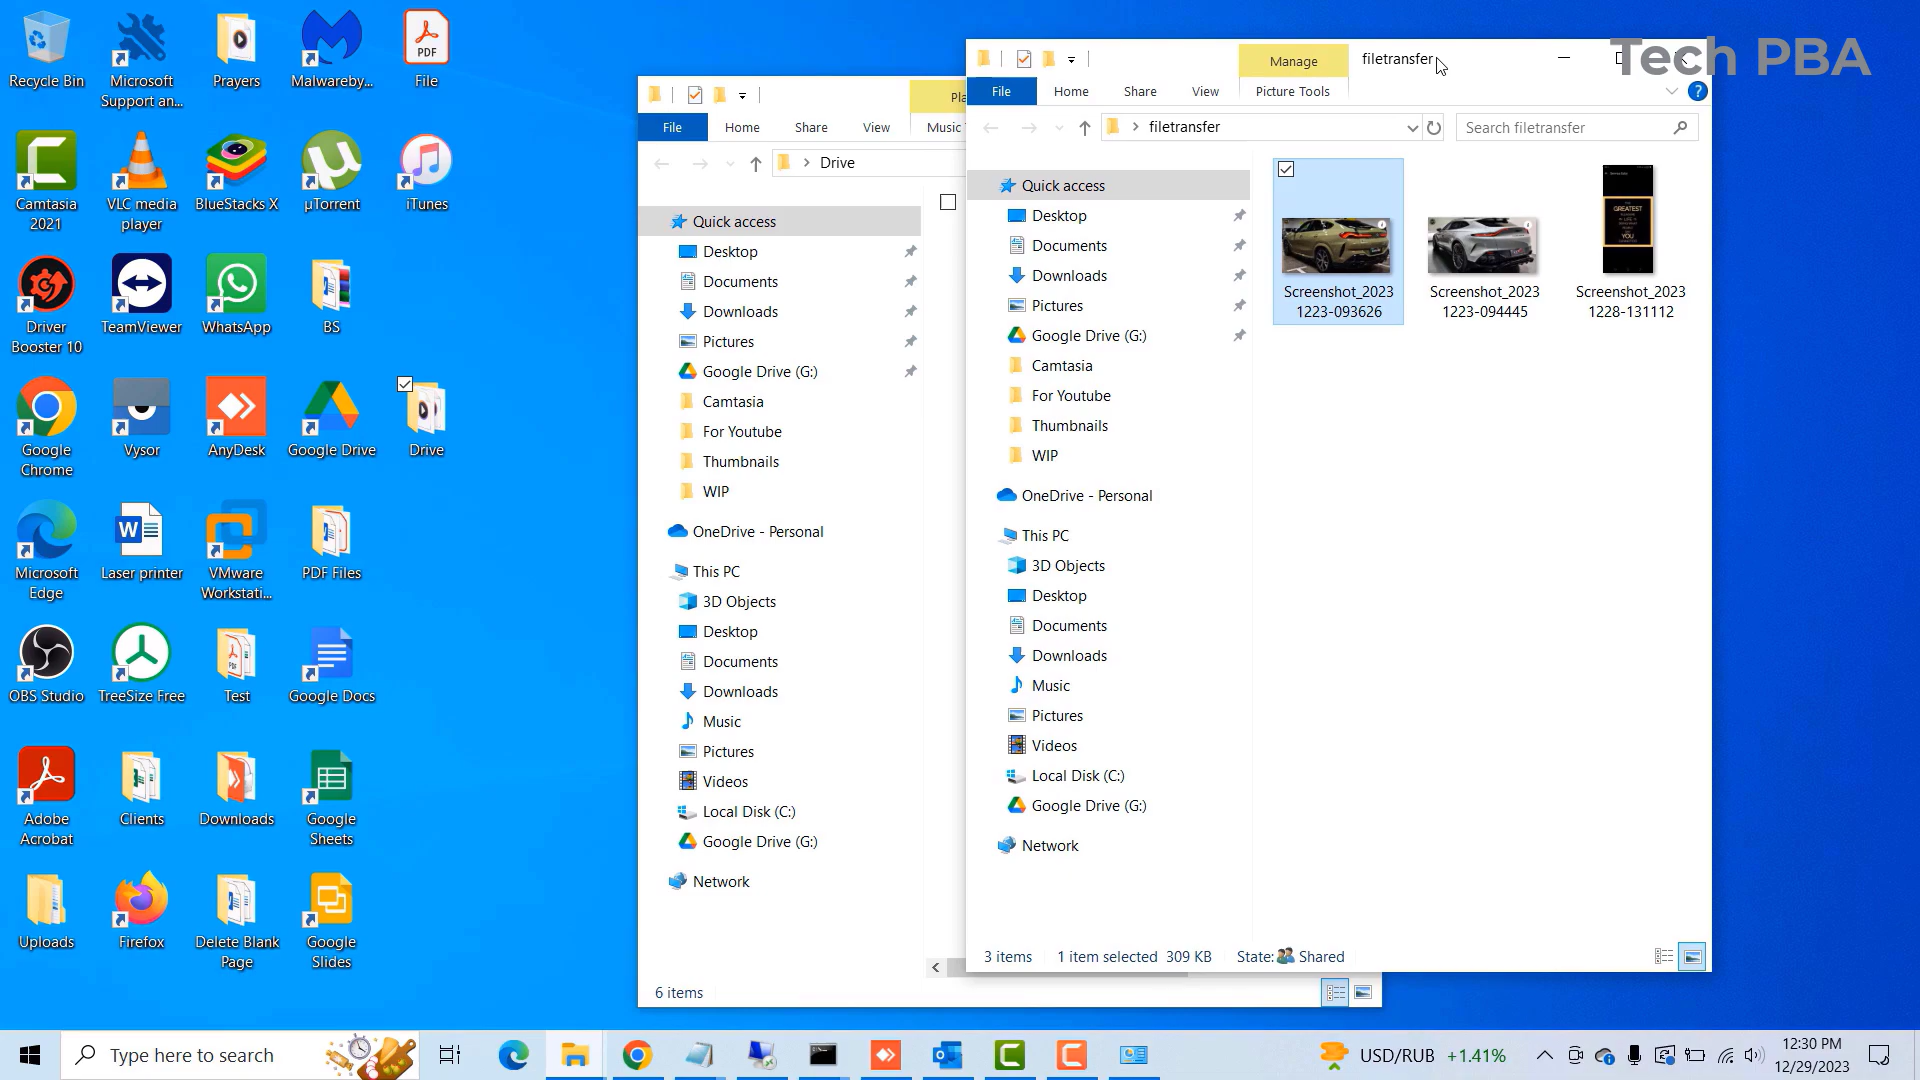 Recycle Bin
Microsoft
Support an...
Prayers
Malwareby...
PDF
File
Camtasia
2021
VLC media
player
BlueStacks X
µTorrent
iTunes
Driver
Booster 10
TeamViewer
WhatsApp
BS
Google
Chrome
Vysor
AnyDesk
Google Drive
Drive
Microsoft
Edge
Laser printer
VMware
Workstati...
PDF Files
OBS Studio
TreeSize Free
Test
Google Docs
Adobe
Acrobat
Clients
Downloads
Google
Sheets
Uploads
Firefox
Delete Blank
Page
Google
Slides
File
Home
Share
View
Music
Drive
Quick access
Desktop
Documents
Downloads
Pictures
Google Drive (G:)
Camtasia
For Youtube
Thumbnails
WIP
OneDrive - Personal
This PC
3D Objects
Desktop
Documents
Downloads
Music
Pictures
Videos
Local Disk (C:)
Google Drive (G:)
Network
6 items
Manage
filetransfer
Tech PBA
File
Home
Share
View
Picture Tools
filetransfer
Search filetransfer
Quick access
Desktop
Documents
Downloads
Pictures
Google Drive (G:)
Camtasia
For Youtube
Thumbnails
WIP
OneDrive - Personal
This PC
3D Objects
Desktop
Documents
Downloads
Music
Pictures
Videos
Local Disk (C:)
Google Drive (G:)
Network
Screenshot_2023
1223-093626
Screenshot_2023
1223-094445
GREATEST
YOU
Screenshot_2023
1228-131112
3 items 1 item selected 309 KB State: Shared
Type here to search
USD/RUB +1.41%
12:30 PM
12/29/2023